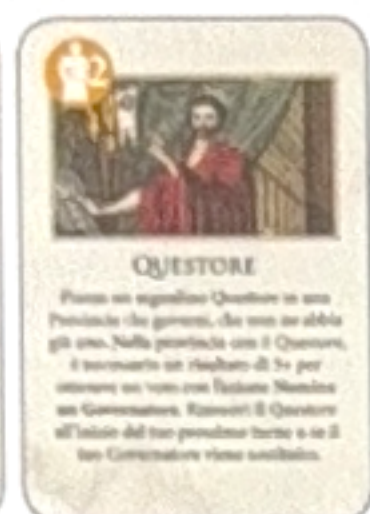 2
QUESTORE
Piazza un segnalino Questore in una
Provincia che governi, che non ne abbia
già uno. Nella provincia con il Questore,
è necessario un risultato di 5+ per
ottenere un voto con l'azione Nomina
un Governatore. Rimuovi il Questore
all'inizio del tuo prossimo turno o se il
tuo Governatore viene sostituito.